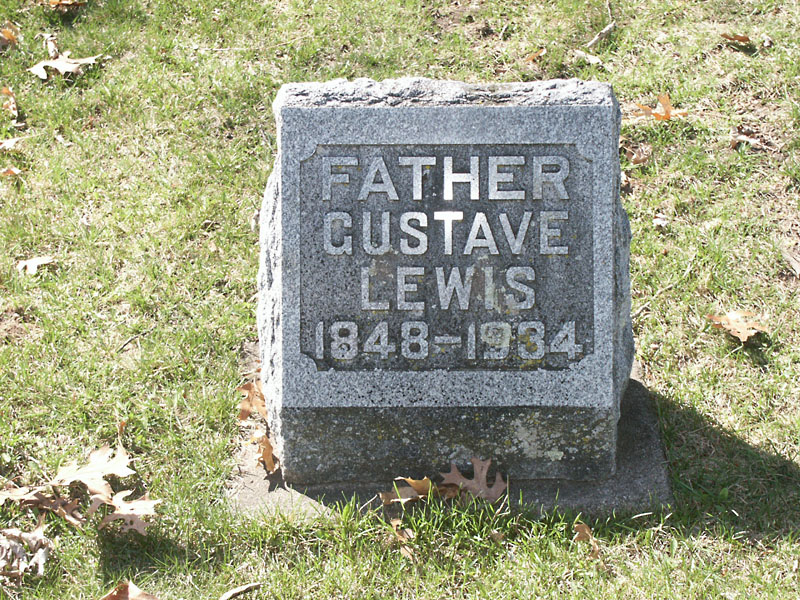 FATHER
GUSTAVE
LEWIS
1848-1934